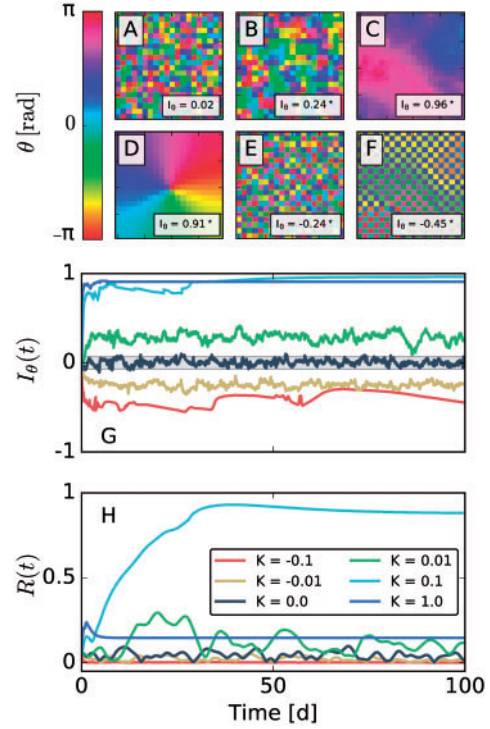 π
0
-π
θ [rad]
A
I_θ = 0.02
B
I_θ = 0.24*
C
I_θ = 0.96*
D
I_θ = 0.91*
E
I_θ = -0.24*
F
I_θ = -0.45*
1
0
-1
I_θ(t)
G
1
0.5
0
R(t)
H
K = -0.1
K = -0.01
K = 0.0
K = 0.01
K = 0.1
K = 1.0
0
50
100
Time [d]